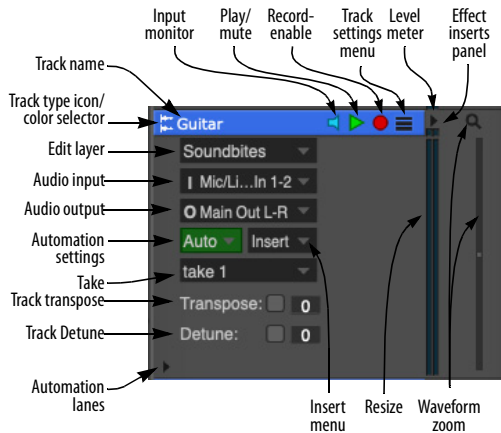 Input
monitor
Play/
mute
Record-
enable
Track
settings
menu
Level
meter
Effect
inserts
panel
Track name
Track type icon/
color selector
Guitar
Edit layer
Soundbites
Audio input
Mic/Li...In 1-2
Audio output
O Main Out L-R
Automation
settings
Auto
Insert
Take
take 1
Track transpose
Transpose:
0
Track Detune
Detune:
0
Automation
lanes
Insert
menu
Resize
Waveform
zoom